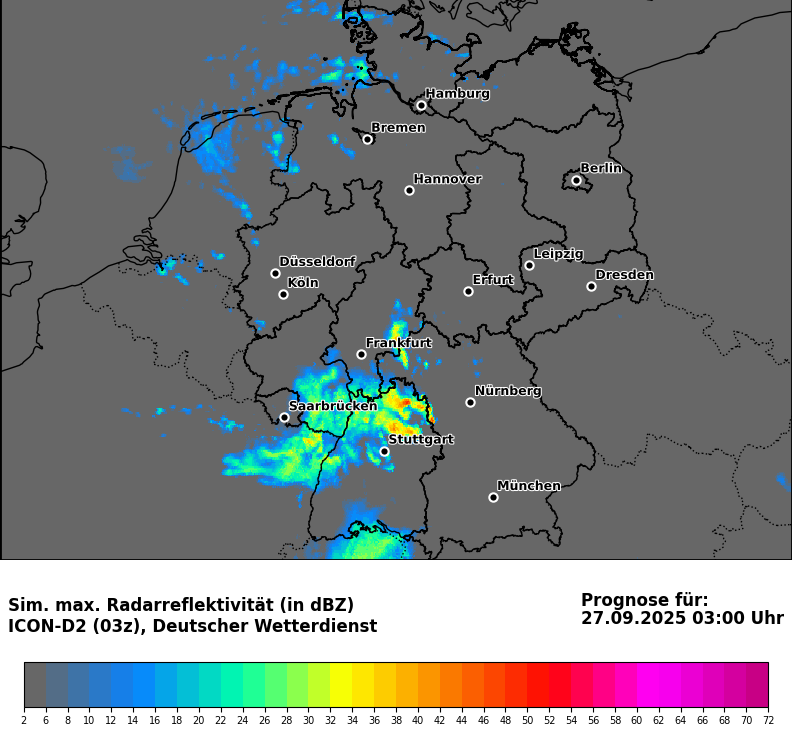 Hamburg
Bremen
Berlin
Hannover
Leipzig
Düsseldorf
Dresden
Köln
Erfurt
Frankfurt
Nürnberg
Saarbrücken
Stuttgart
München
Sim. max. Radarreflektivität (in dBZ)
ICON-D2 (03z), Deutscher Wetterdienst
Prognose für:
27.09.2025 03:00 Uhr
2 6 8 10 12 14 16 18 20 22 24 26 28 30 32 34 36 38 40 42 44 46 48 50 52 54 56 58 60 62 64 66 68 70 72